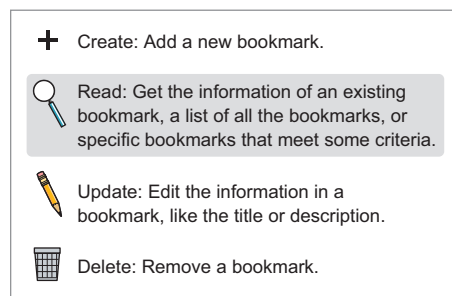 Create: Add a new bookmark.
Read: Get the information of an existing
bookmark, a list of all the bookmarks, or
specific bookmarks that meet some criteria.
Update: Edit the information in a
bookmark, like the title or description.
Delete: Remove a bookmark.